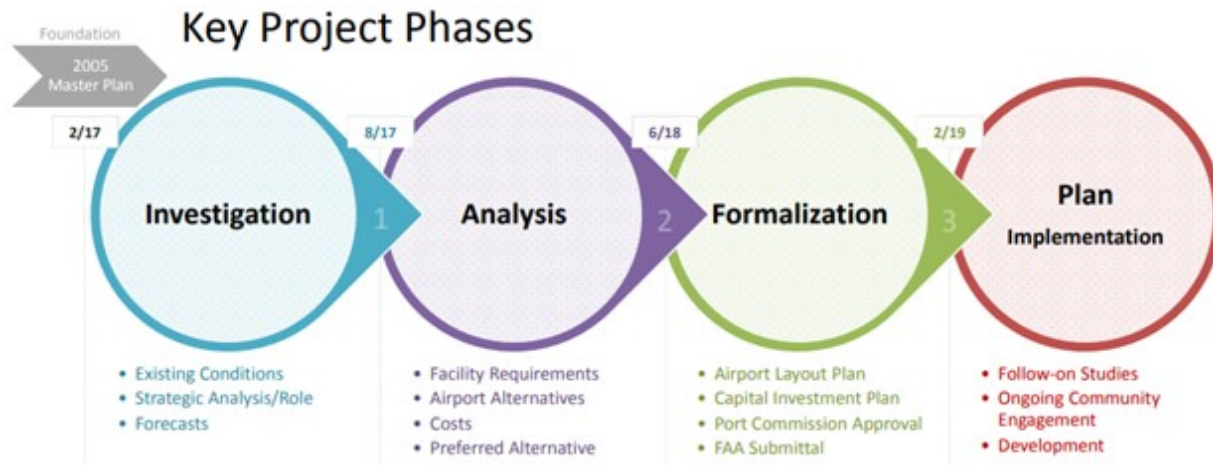 Key Project Phases
Foundation
2005
Master Plan
2/17
8/17
6/18
2/19
Investigation
1
Analysis
2
Formalization
3
Plan
Implementation
• Existing Conditions
• Strategic Analysis/Role
• Forecasts
• Facility Requirements
• Airport Alternatives
• Costs
• Preferred Alternative
• Airport Layout Plan
• Capital Investment Plan
• Port Commission Approval
• FAA Submittal
• Follow-on Studies
• Ongoing Community
Engagement
• Development